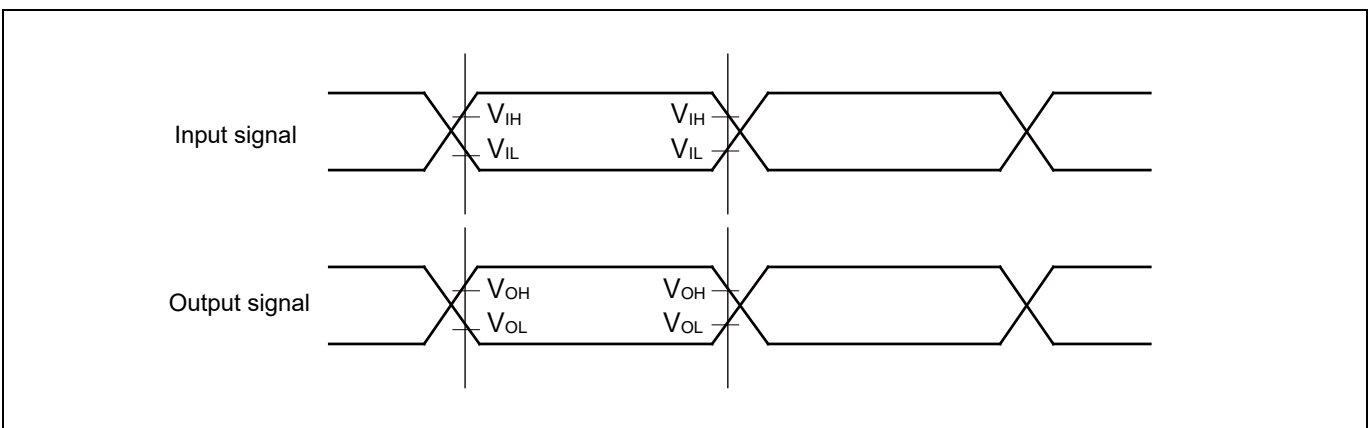 VIH VIH
Input signal
VIL VIL
VOH VOH
Output signal
VOL VOL